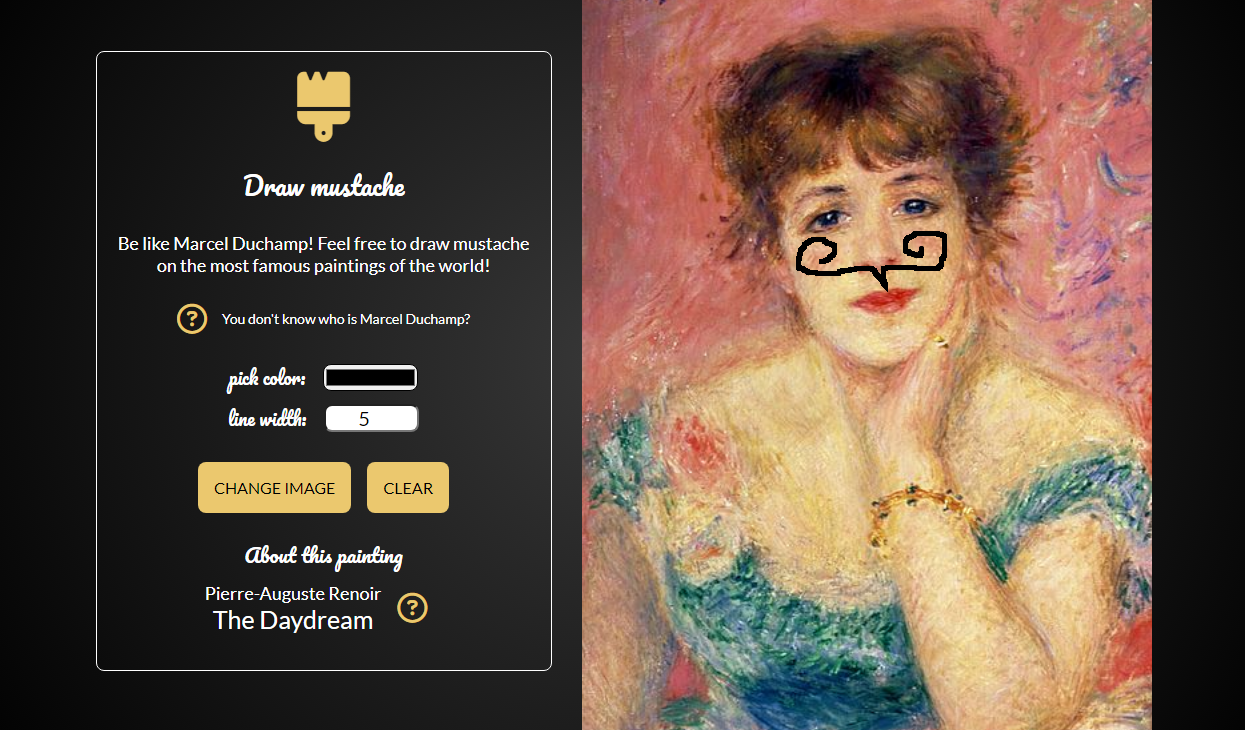 Draw mustache
Be like Marcel Duchamp! Feel free to draw mustache
on the most famous paintings of the world!
? You don't know who is Marcel Duchamp?
pick color:
line width: 5
CHANGE IMAGE CLEAR
About this painting
Pierre-Auguste Renoir
The Daydream ?